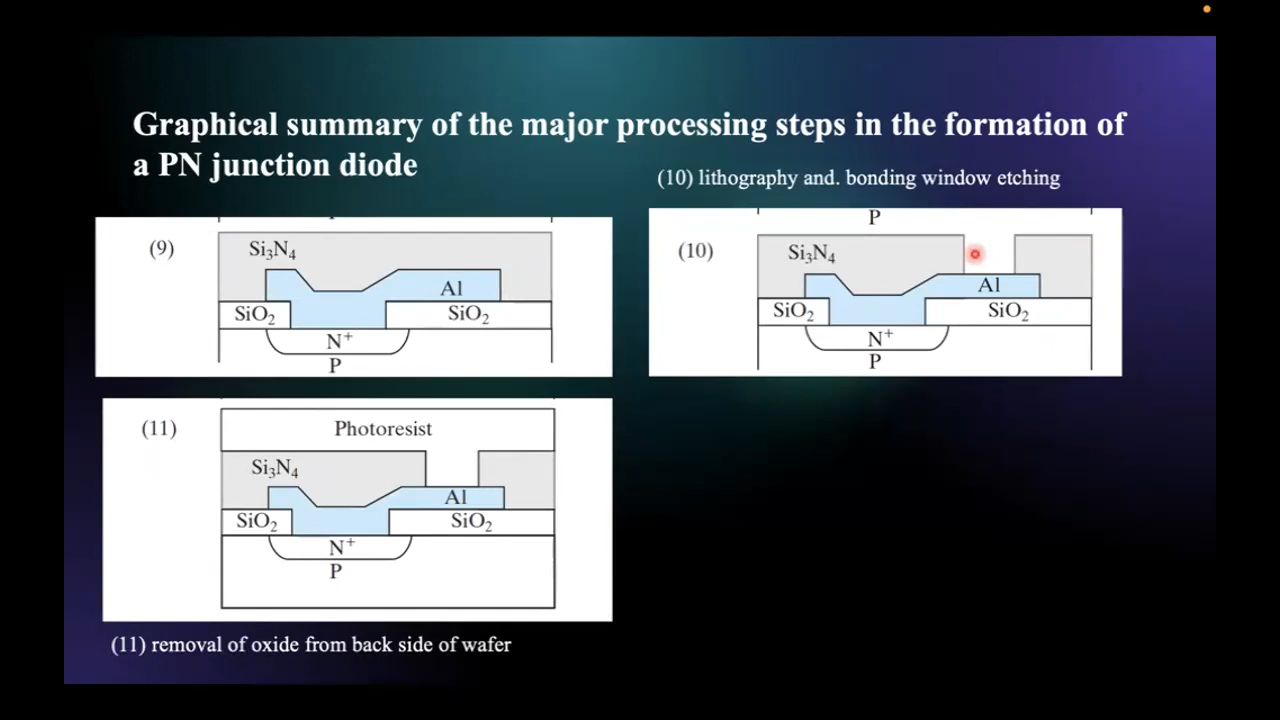 Graphical summary of the major processing steps in the formation of
a PN junction diode
(10) lithography and. bonding window etching
(9)
Si₃N₄
Al
SiO₂
SiO₂
N⁺
P
P
(10)
Si₃N₄
Al
SiO₂
SiO₂
N⁺
P
(11)
Photoresist
Si₃N₄
Al
SiO₂
SiO₂
N⁺
P
(11) removal of oxide from back side of wafer